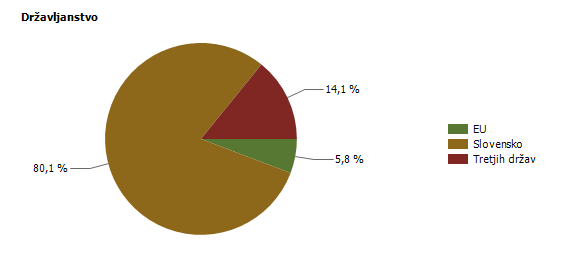 Državljanstvo
14,1 %
5,8 %
80,1 %
EU
Slovensko
Tretjih držav